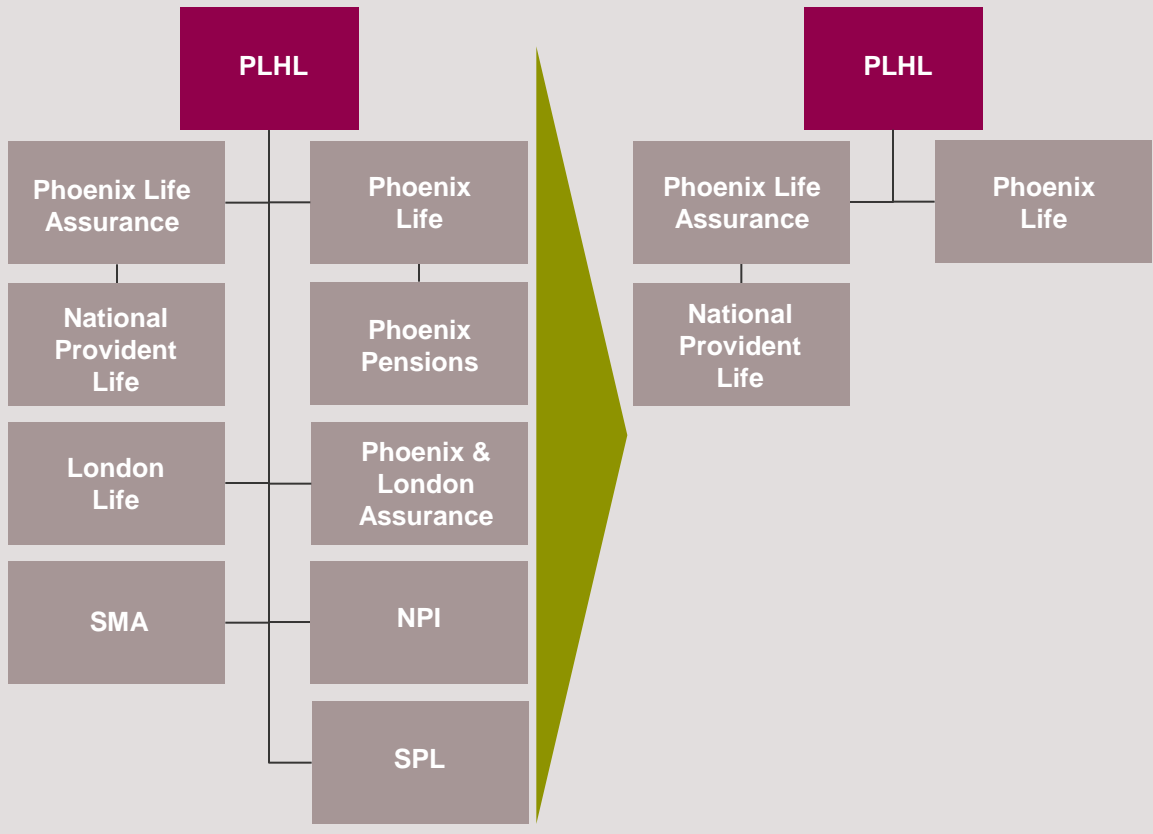 PLHL
Phoenix Life
Assurance
Phoenix
Life
National
Provident
Life
Phoenix
Pensions
London
Life
Phoenix &
London
Assurance
SMA
NPI
SPL
PLHL
Phoenix Life
Assurance
Phoenix
Life
National
Provident
Life